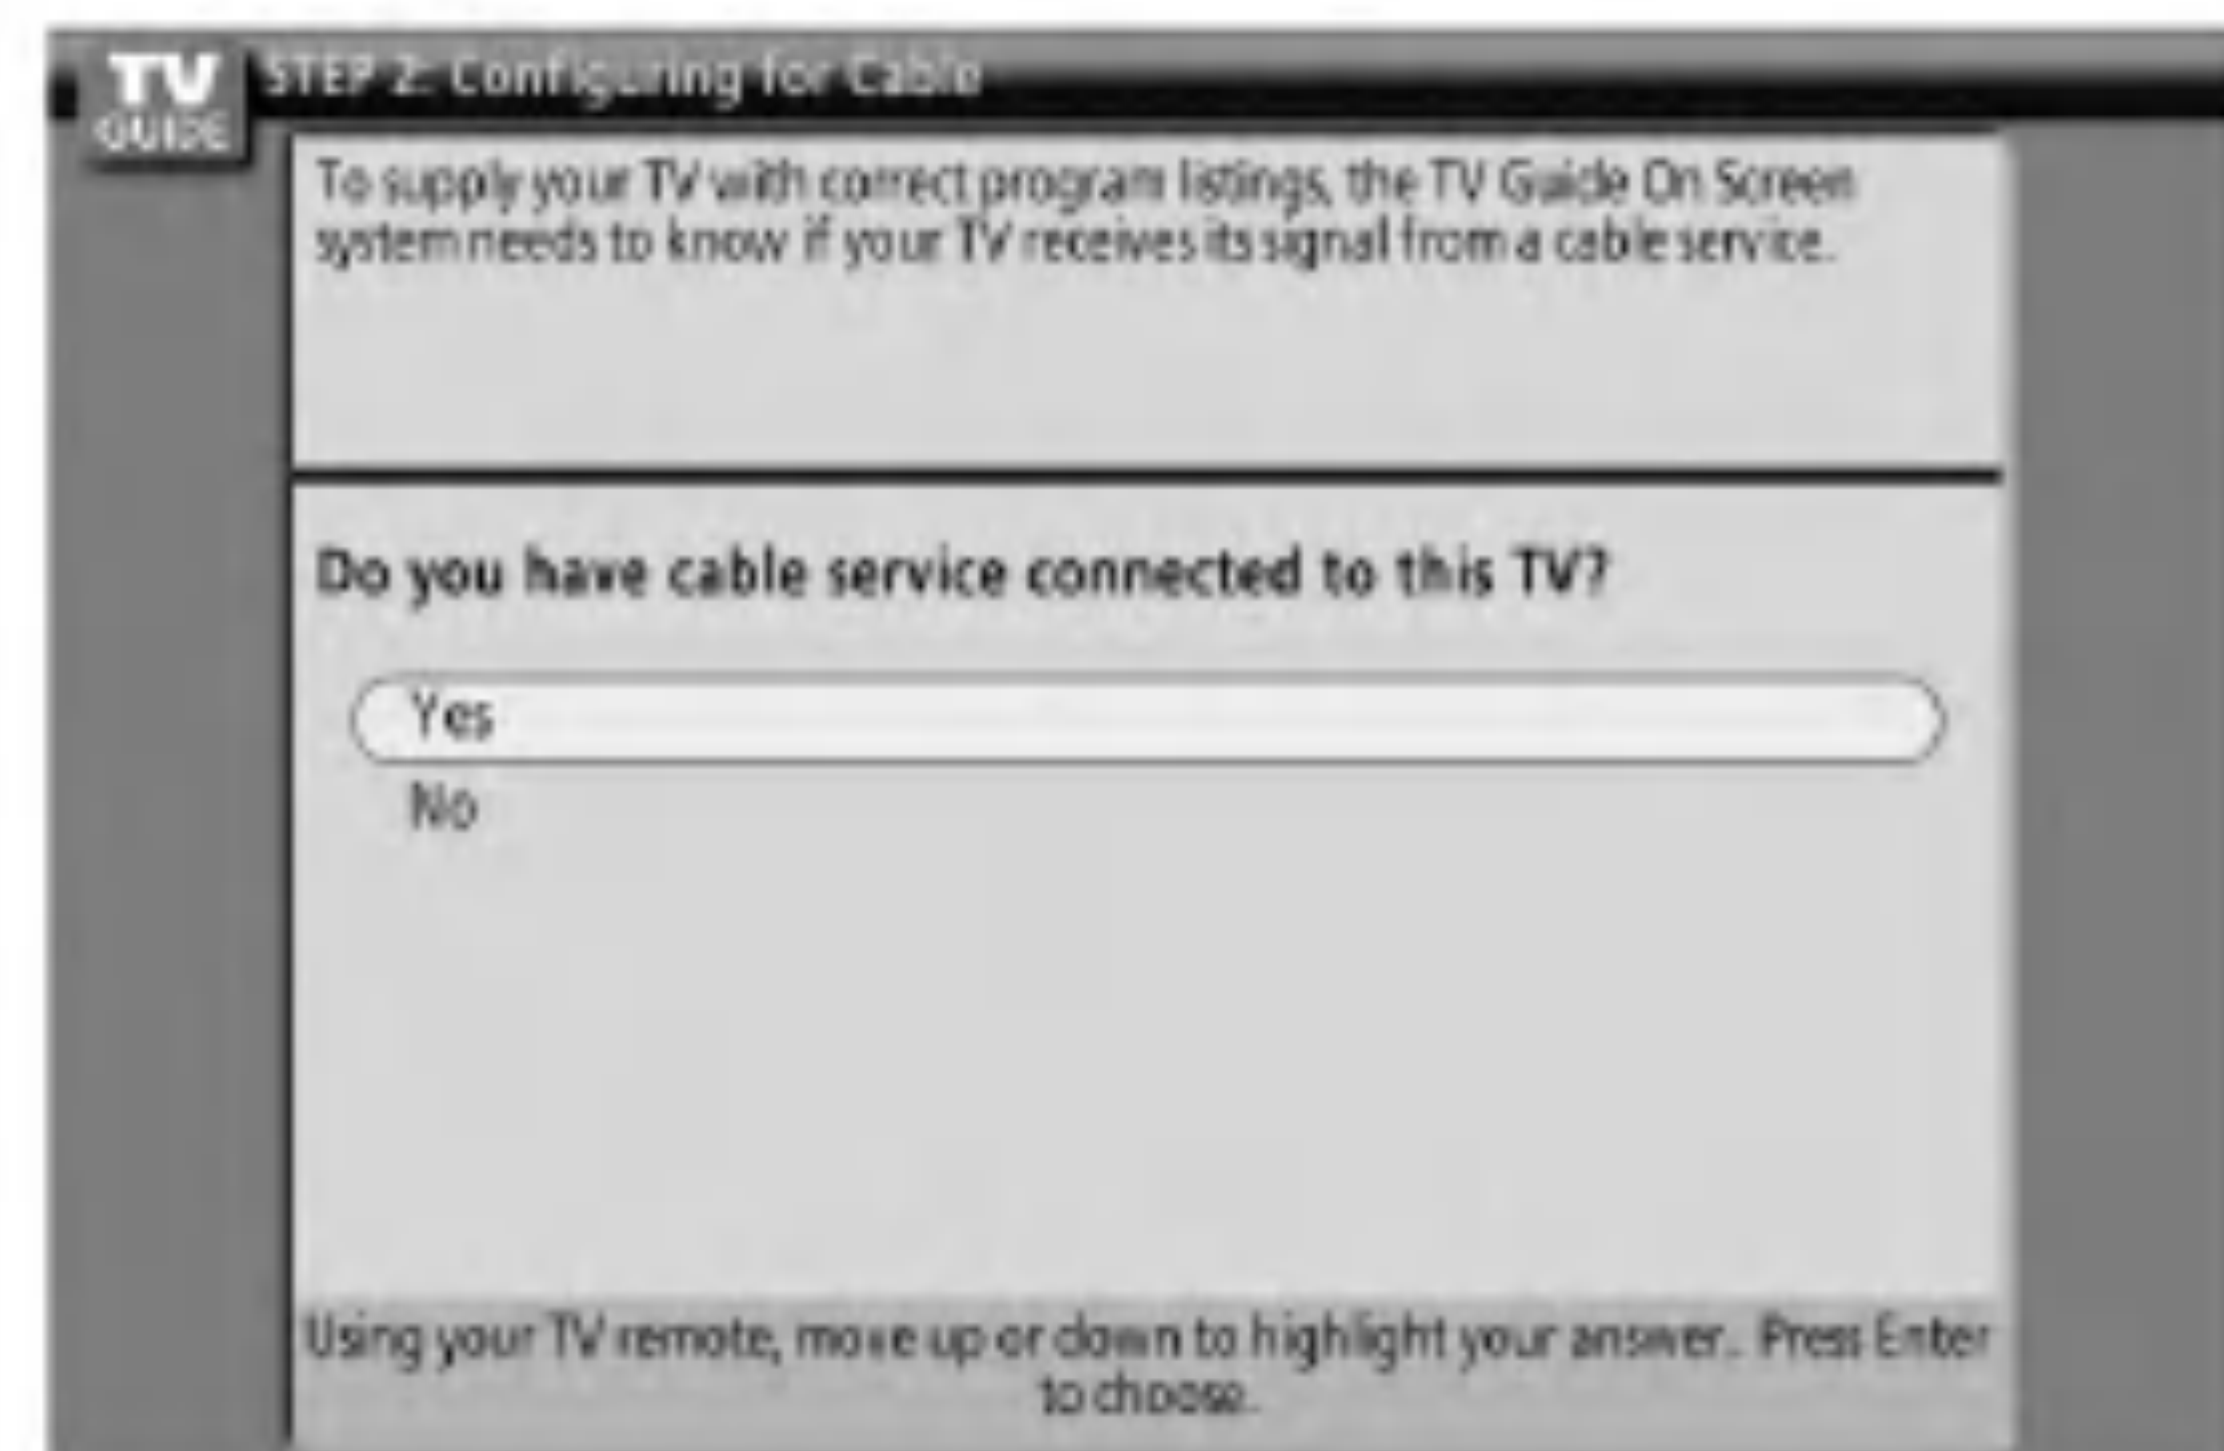 TV
GUIDE
STEP 2: Configuring for Cable
To supply your TV with correct program listings, the TV Guide On Screen
system needs to know if your TV receives its signal from a cable service.
Do you have cable service connected to this TV?
Yes
No
Using your TV remote, move up or down to highlight your answer. Press Enter
to choose.